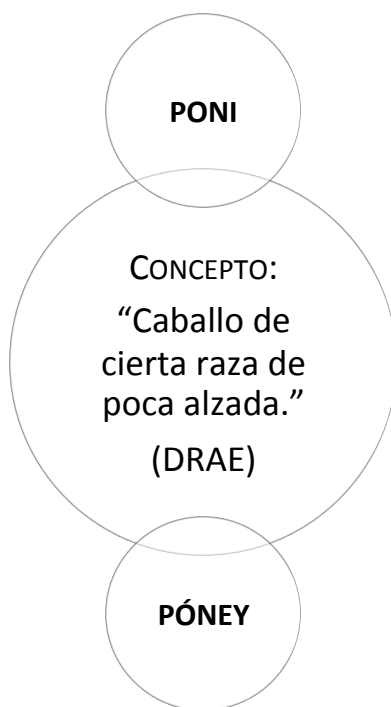 PONI
CONCEPTO:
“Caballo de
cierta raza de
poca alzada.”
(DRAE)
PÓNEY